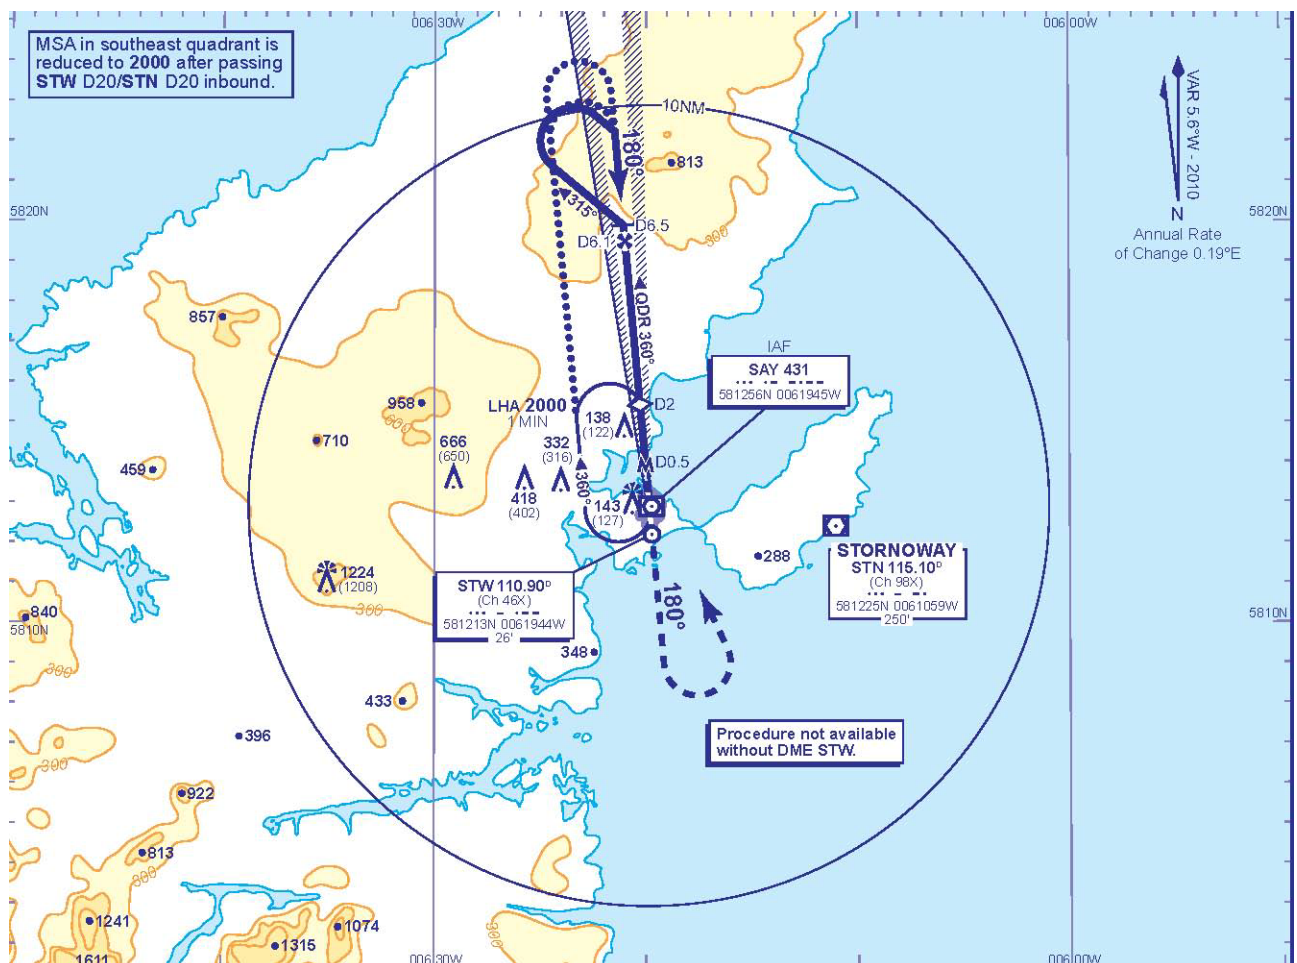 006 30W
006 00W
MSA in southeast quadrant is
reduced to 2000 after passing
STW D20/STN D20 inbound.
VAR 5.6°W - 2010
N
Annual Rate
of Change 0.19°E
10NM
180°
813
5820N
5820N
315°
D6.5
D6.1
300
857
QDR 360°
IAF
SAY 431
581256N 0061945W
958
600
LHA 2000
1 MIN
138
(122)
D2
710
666
(650)
332
(316)
459
D0.5
418
(402)
360°
143
(127)
288
STORNOWAY
STN 115.10ᴰ
(Ch 98X)
581225N 0061059W
250'
1224
(1208)
300
STW 110.90ᴰ
(Ch 46X)
581213N 0061944W
26'
180°
840
5810N
5810N
348
300
433
396
Procedure not available
without DME STW.
300
922
813
300
1241
1074
300
1315
1611
006 30W
006 00W